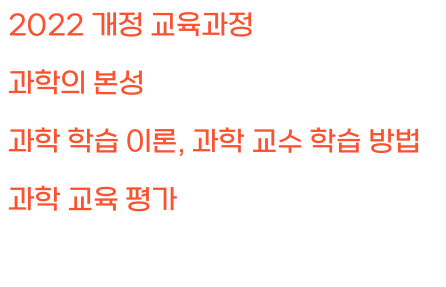 2022 개정 교육과정
과학의 본성
과학 학습 이론, 과학 교수 학습 방법
과학 교육 평가